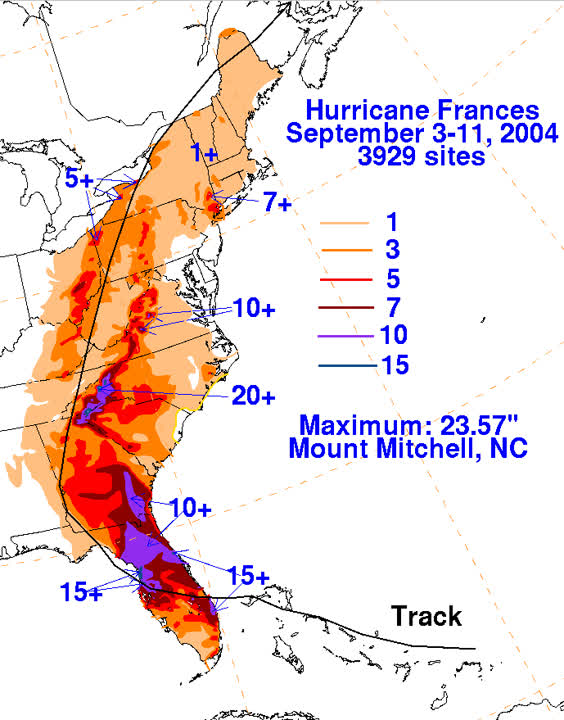 Hurricane Frances
September 3-11, 2004
3929 sites
1+
5+
7+
1
3
5
7
10
15
10+
20+
Maximum: 23.57"
Mount Mitchell, NC
10+
15+
15+
Track